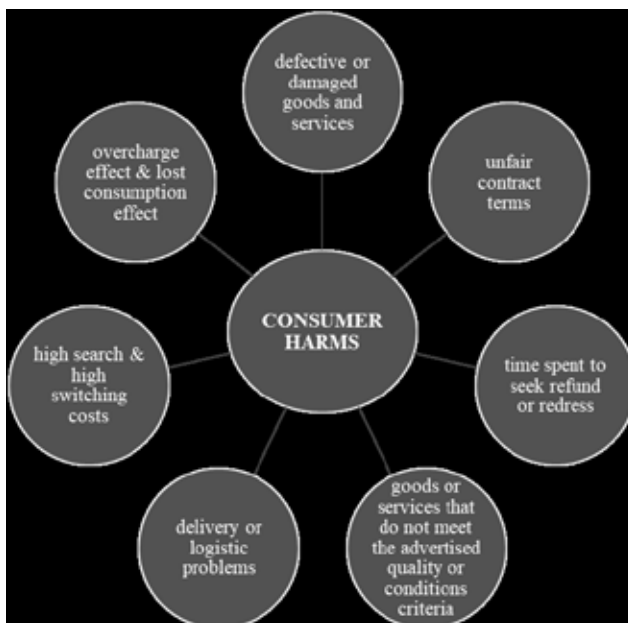 defective or
damaged
goods and
services
overcharge
effect & lost
consumption
effect
unfair
contract
terms
CONSUMER
HARMS
high search &
high
switching
costs
time spent to
seek refund
or redress
delivery or
logistic
problems
goods or
services that
do not meet
the advertised
quality or
conditions
criteria